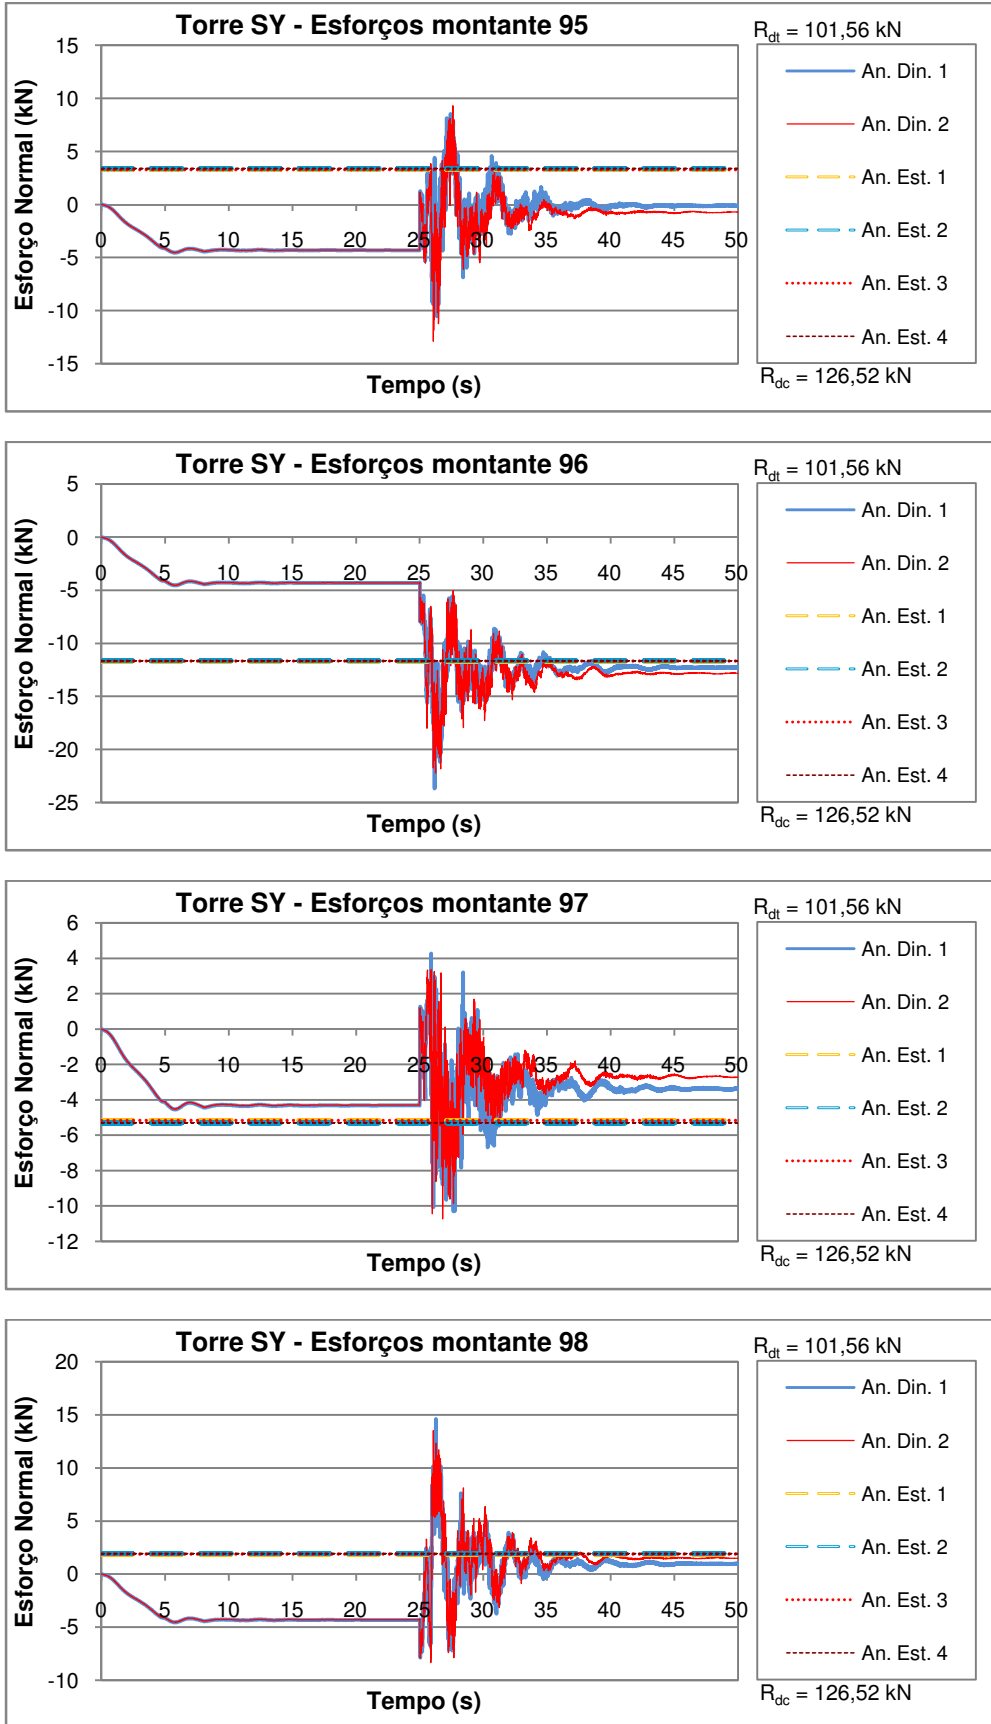 Torre SY - Esforços montante 95
R_dt = 101,56 kN
Esforço Normal (kN)
15
10
5
0
-5
-10
-15
0 5 10 15 20 25 30 35 40 45 50
Tempo (s)
An. Din. 1
An. Din. 2
An. Est. 1
An. Est. 2
An. Est. 3
An. Est. 4
R_dc = 126,52 kN
Torre SY - Esforços montante 96
R_dt = 101,56 kN
Esforço Normal (kN)
5
0
-5
-10
-15
-20
-25
0 5 10 15 20 25 30 35 40 45 50
Tempo (s)
An. Din. 1
An. Din. 2
An. Est. 1
An. Est. 2
An. Est. 3
An. Est. 4
R_dc = 126,52 kN
Torre SY - Esforços montante 97
R_dt = 101,56 kN
Esforço Normal (kN)
6
4
2
0
-2
-4
-6
-8
-10
-12
0 5 10 15 20 25 30 35 40 45 50
Tempo (s)
An. Din. 1
An. Din. 2
An. Est. 1
An. Est. 2
An. Est. 3
An. Est. 4
R_dc = 126,52 kN
Torre SY - Esforços montante 98
R_dt = 101,56 kN
Esforço Normal (kN)
20
15
10
5
0
-5
-10
0 5 10 15 20 25 30 35 40 45 50
Tempo (s)
An. Din. 1
An. Din. 2
An. Est. 1
An. Est. 2
An. Est. 3
An. Est. 4
R_dc = 126,52 kN